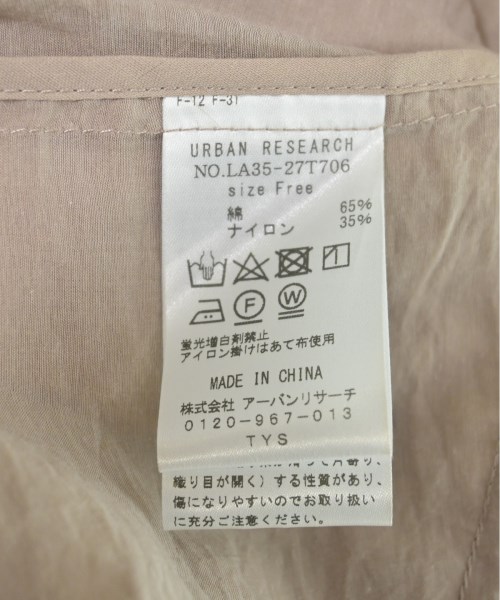 F-12 F-31
URBAN RESEARCH
NO.LA35-27T706
size Free
綿 65%
ナイロン 35%
F W
蛍光増白剤禁止
アイロン掛けはあて布使用
MADE IN CHINA
株式会社 アーバンリサーチ
0120-967-013
TYS
織り目が開く）する性質があり、
傷になりやすいのでお取り扱い
に充分ご注意ください。